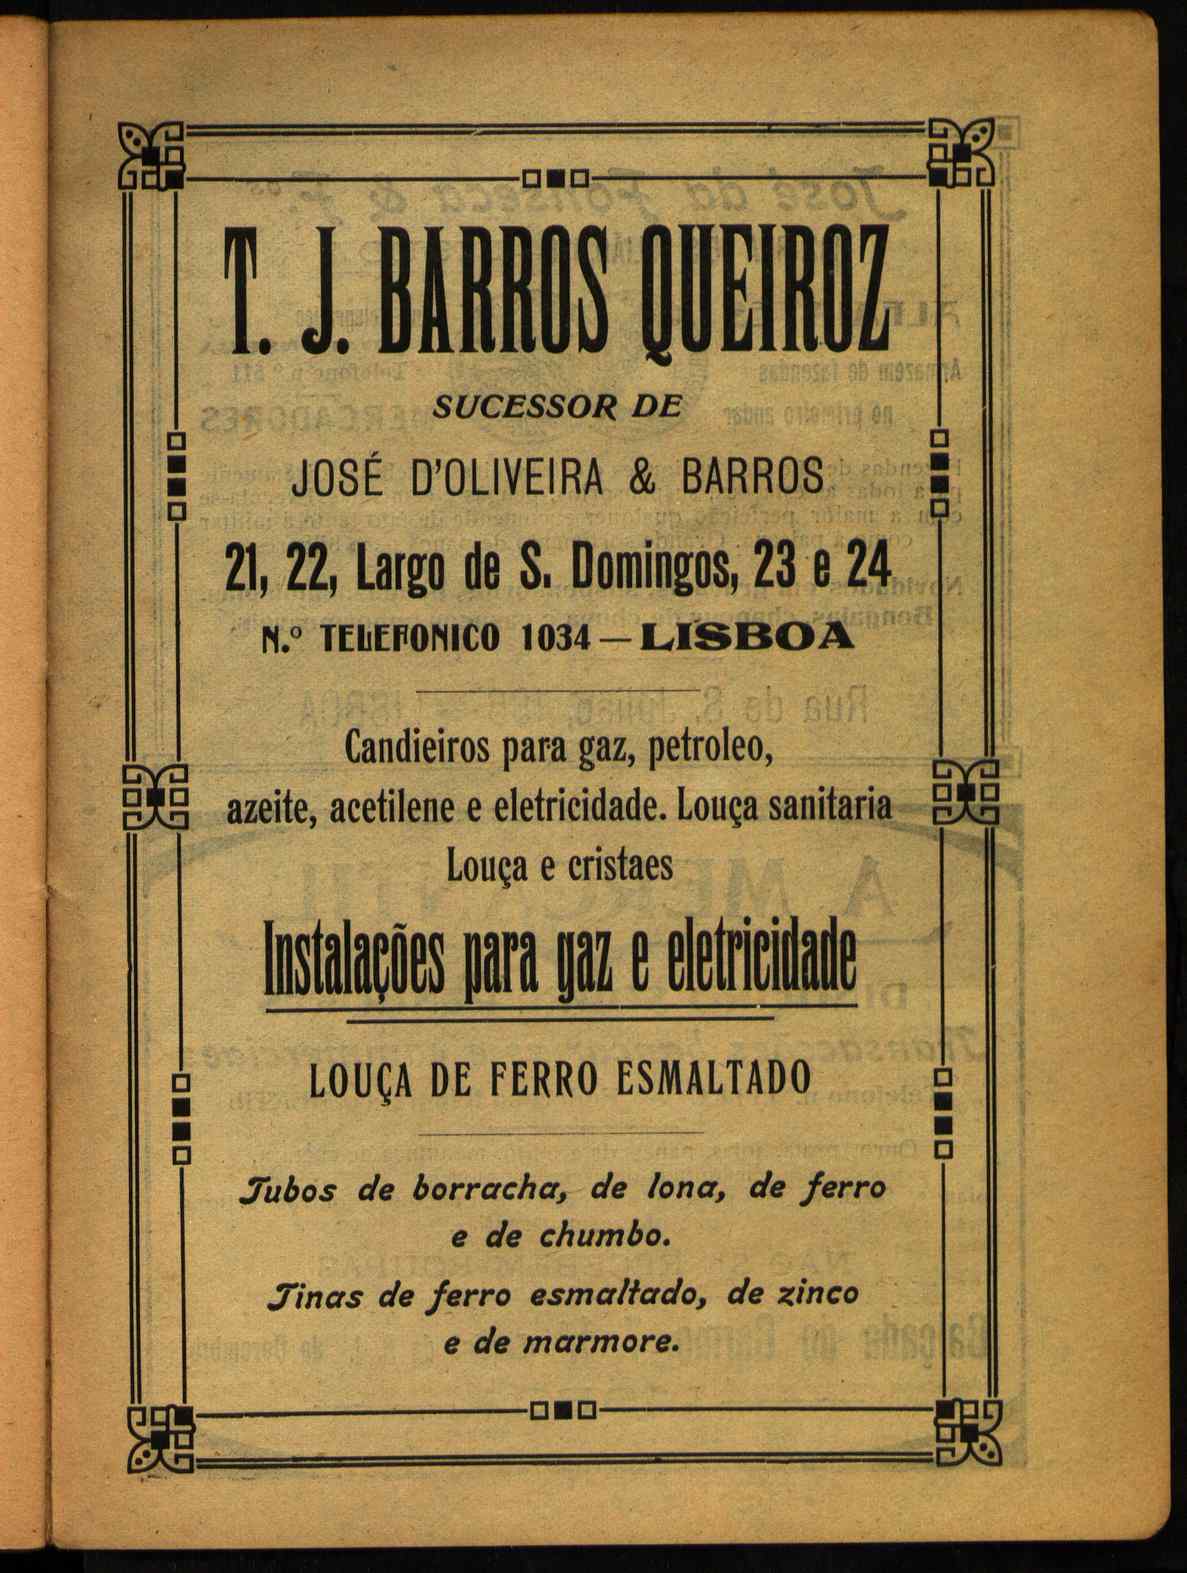 T. J. BARROS QUEIROZ
SUCESSOR DE
JOSÉ D'OLIVEIRA & BARROS
21, 22, Largo de S. Domingos, 23 e 24
N.º TELEFONICO 1034 — LISBOA
Candieiros para gaz, petroleo,
azeite, acetilene e eletricidade. Louça sanitaria
Louça e cristaes
Instalações para gaz e eletricidade
LOUÇA DE FERRO ESMALTADO
Tubos de borracha, de lona, de ferro
e de chumbo.
Tinas de ferro esmaltado, de zinco
e de marmore.